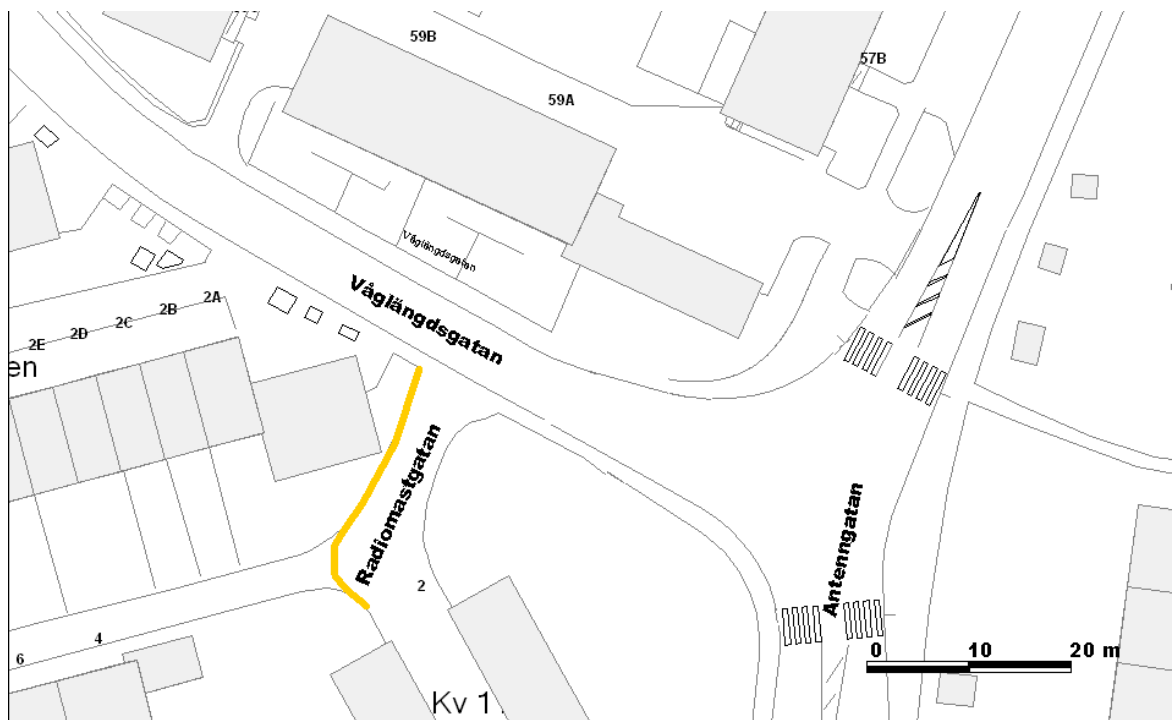 59B
57B
59A
Våglängdsgatan
Våglängdsgatan
2A
2B
2C
2D
2E
en
Radiomastgatan
Antenngatan
2
4
6
0 10 20 m
Kv 1